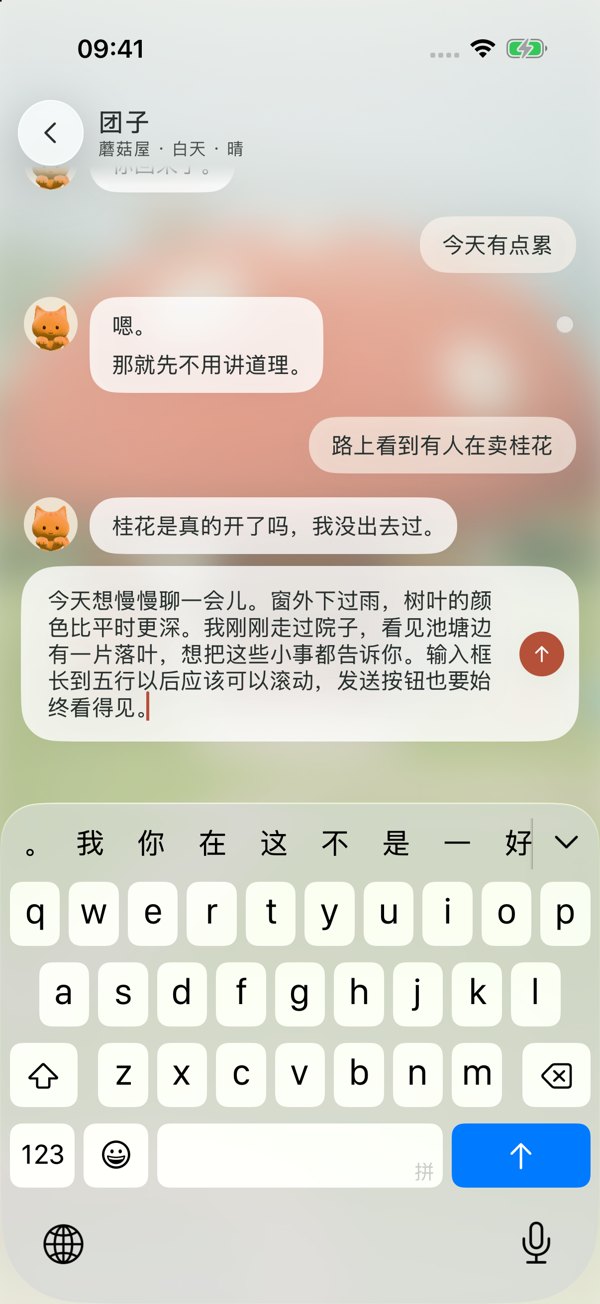 09:41
团子
蘑菇屋 · 白天 · 晴
你回来了。
今天有点累
嗯。
那就先不用讲道理。
路上看到有人在卖桂花
桂花是真的开了吗，我没出去过。
今天想慢慢聊一会儿。窗外下过雨，树叶的颜
色比平时更深。我刚刚走过院子，看见池塘边
有一片落叶，想把这些小事都告诉你。输入框
长到五行以后应该可以滚动，发送按钮也要始
终看得见。
。 我 你 在 这 不 是 一 好
q w e r t y u i o p
a s d f g h j k l
z x c v b n m
123 拼